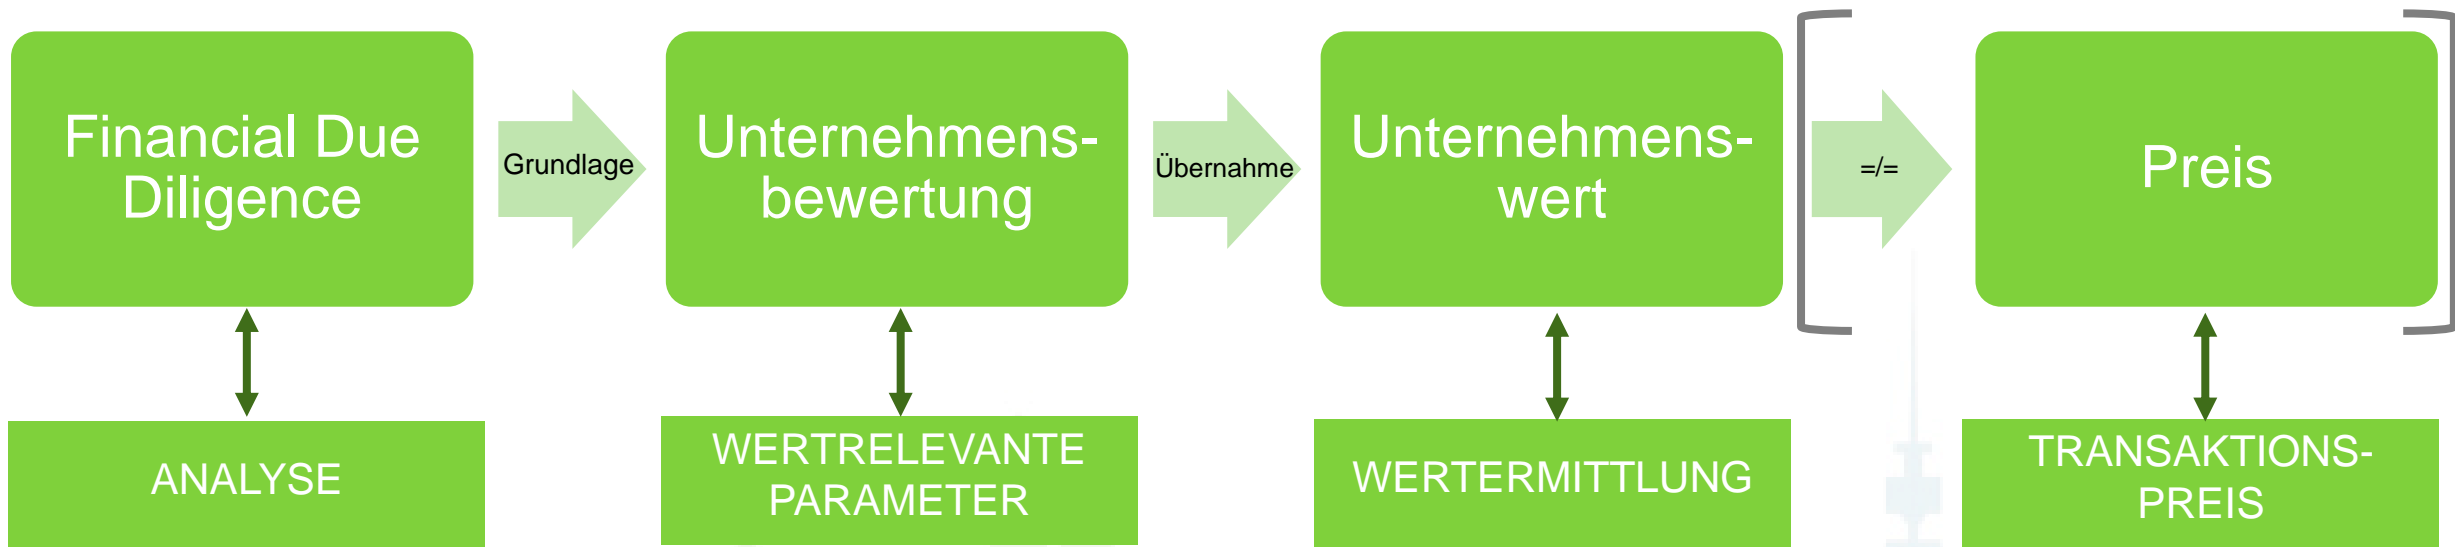 Financial Due
Diligence
Grundlage
Unternehmens-
bewertung
Übernahme
Unternehmens-
wert
=/=
Preis
ANALYSE
WERTRELEVANTE
PARAMETER
WERTERMITTLUNG
TRANSAKTIONS-
PREIS